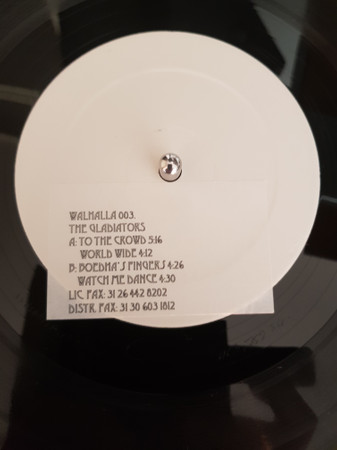 WALHALLA 003.
THE GLADIATORS
A: TO THE CROWD 5:16
WORLD WIDE 4:12
B: BOEDHA'S FINGERS 4:26
WATCH ME DANCE 4:30
LIC. FAX: 31 26 442 8202
DISTR. FAX: 31 30 603 1812